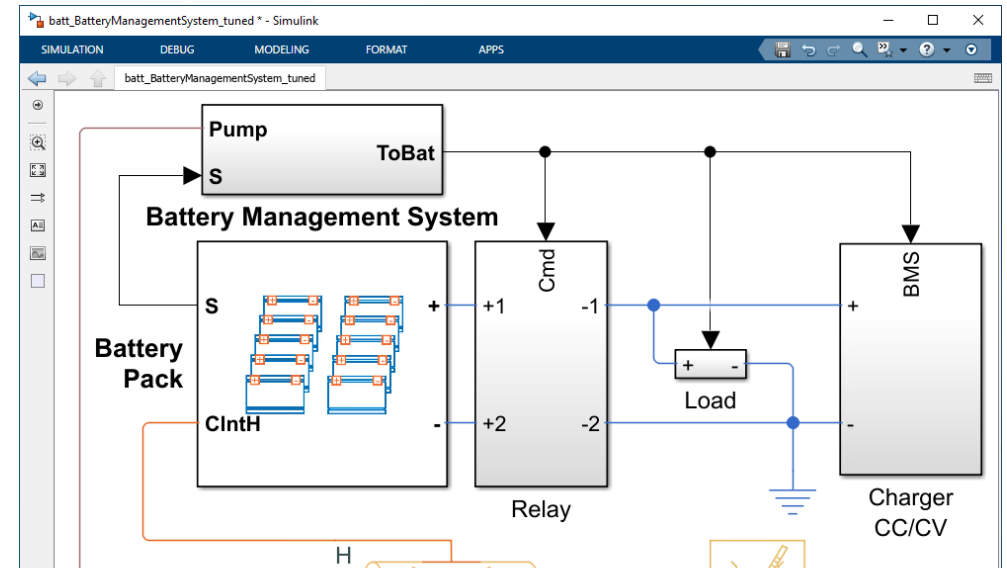 batt_BatteryManagementSystem_tuned * - Simulink
SIMULATION DEBUG MODELING FORMAT APPS
batt_BatteryManagementSystem_tuned
Pump
ToBat
S
Battery Management System
Cmd
BMS
S
+ +1 -1 +
Battery
Pack
+ -
Load
ClntH
- +2 -2 -
Relay
Charger
CC/CV
H